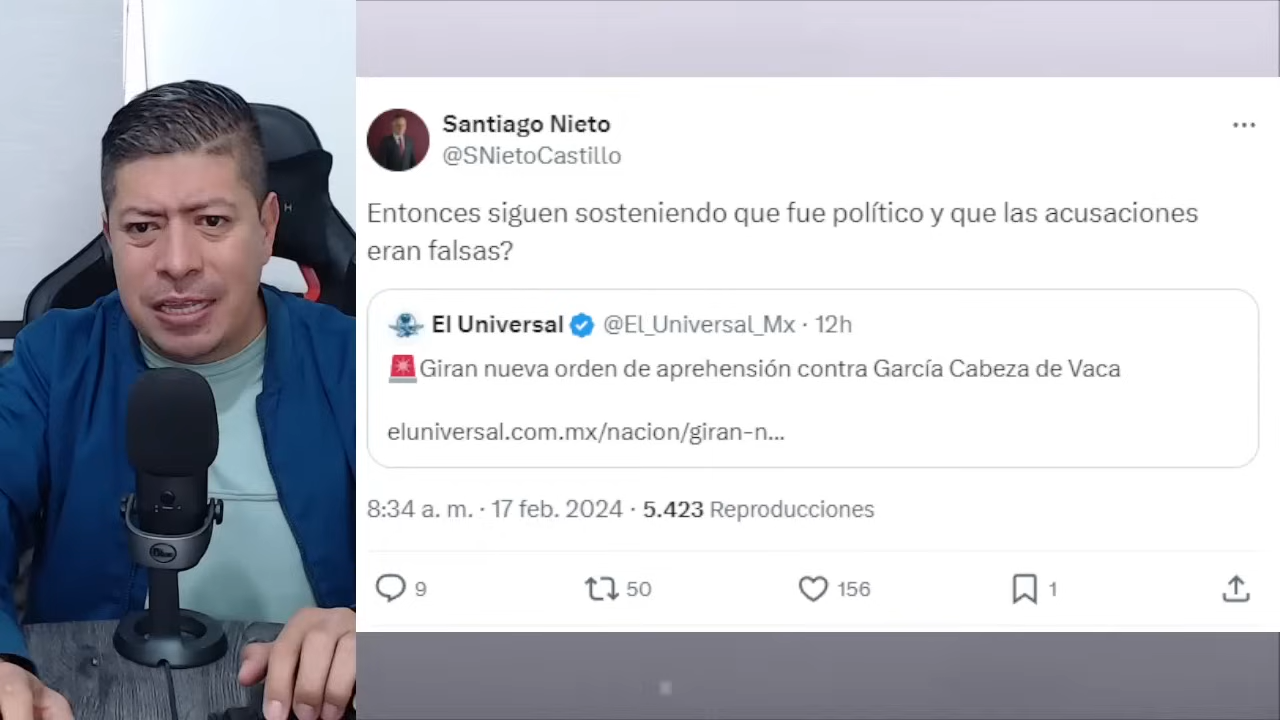 Santiago Nieto
@SNietoCastillo
Entonces siguen sosteniendo que fue político y que las acusaciones
eran falsas?
El Universal @El_Universal_Mx · 12h
🚨Giran nueva orden de aprehensión contra García Cabeza de Vaca
eluniversal.com.mx/nacion/giran-n...
8:34 a. m. · 17 feb. 2024 · 5.423 Reproducciones
9 50 156 1